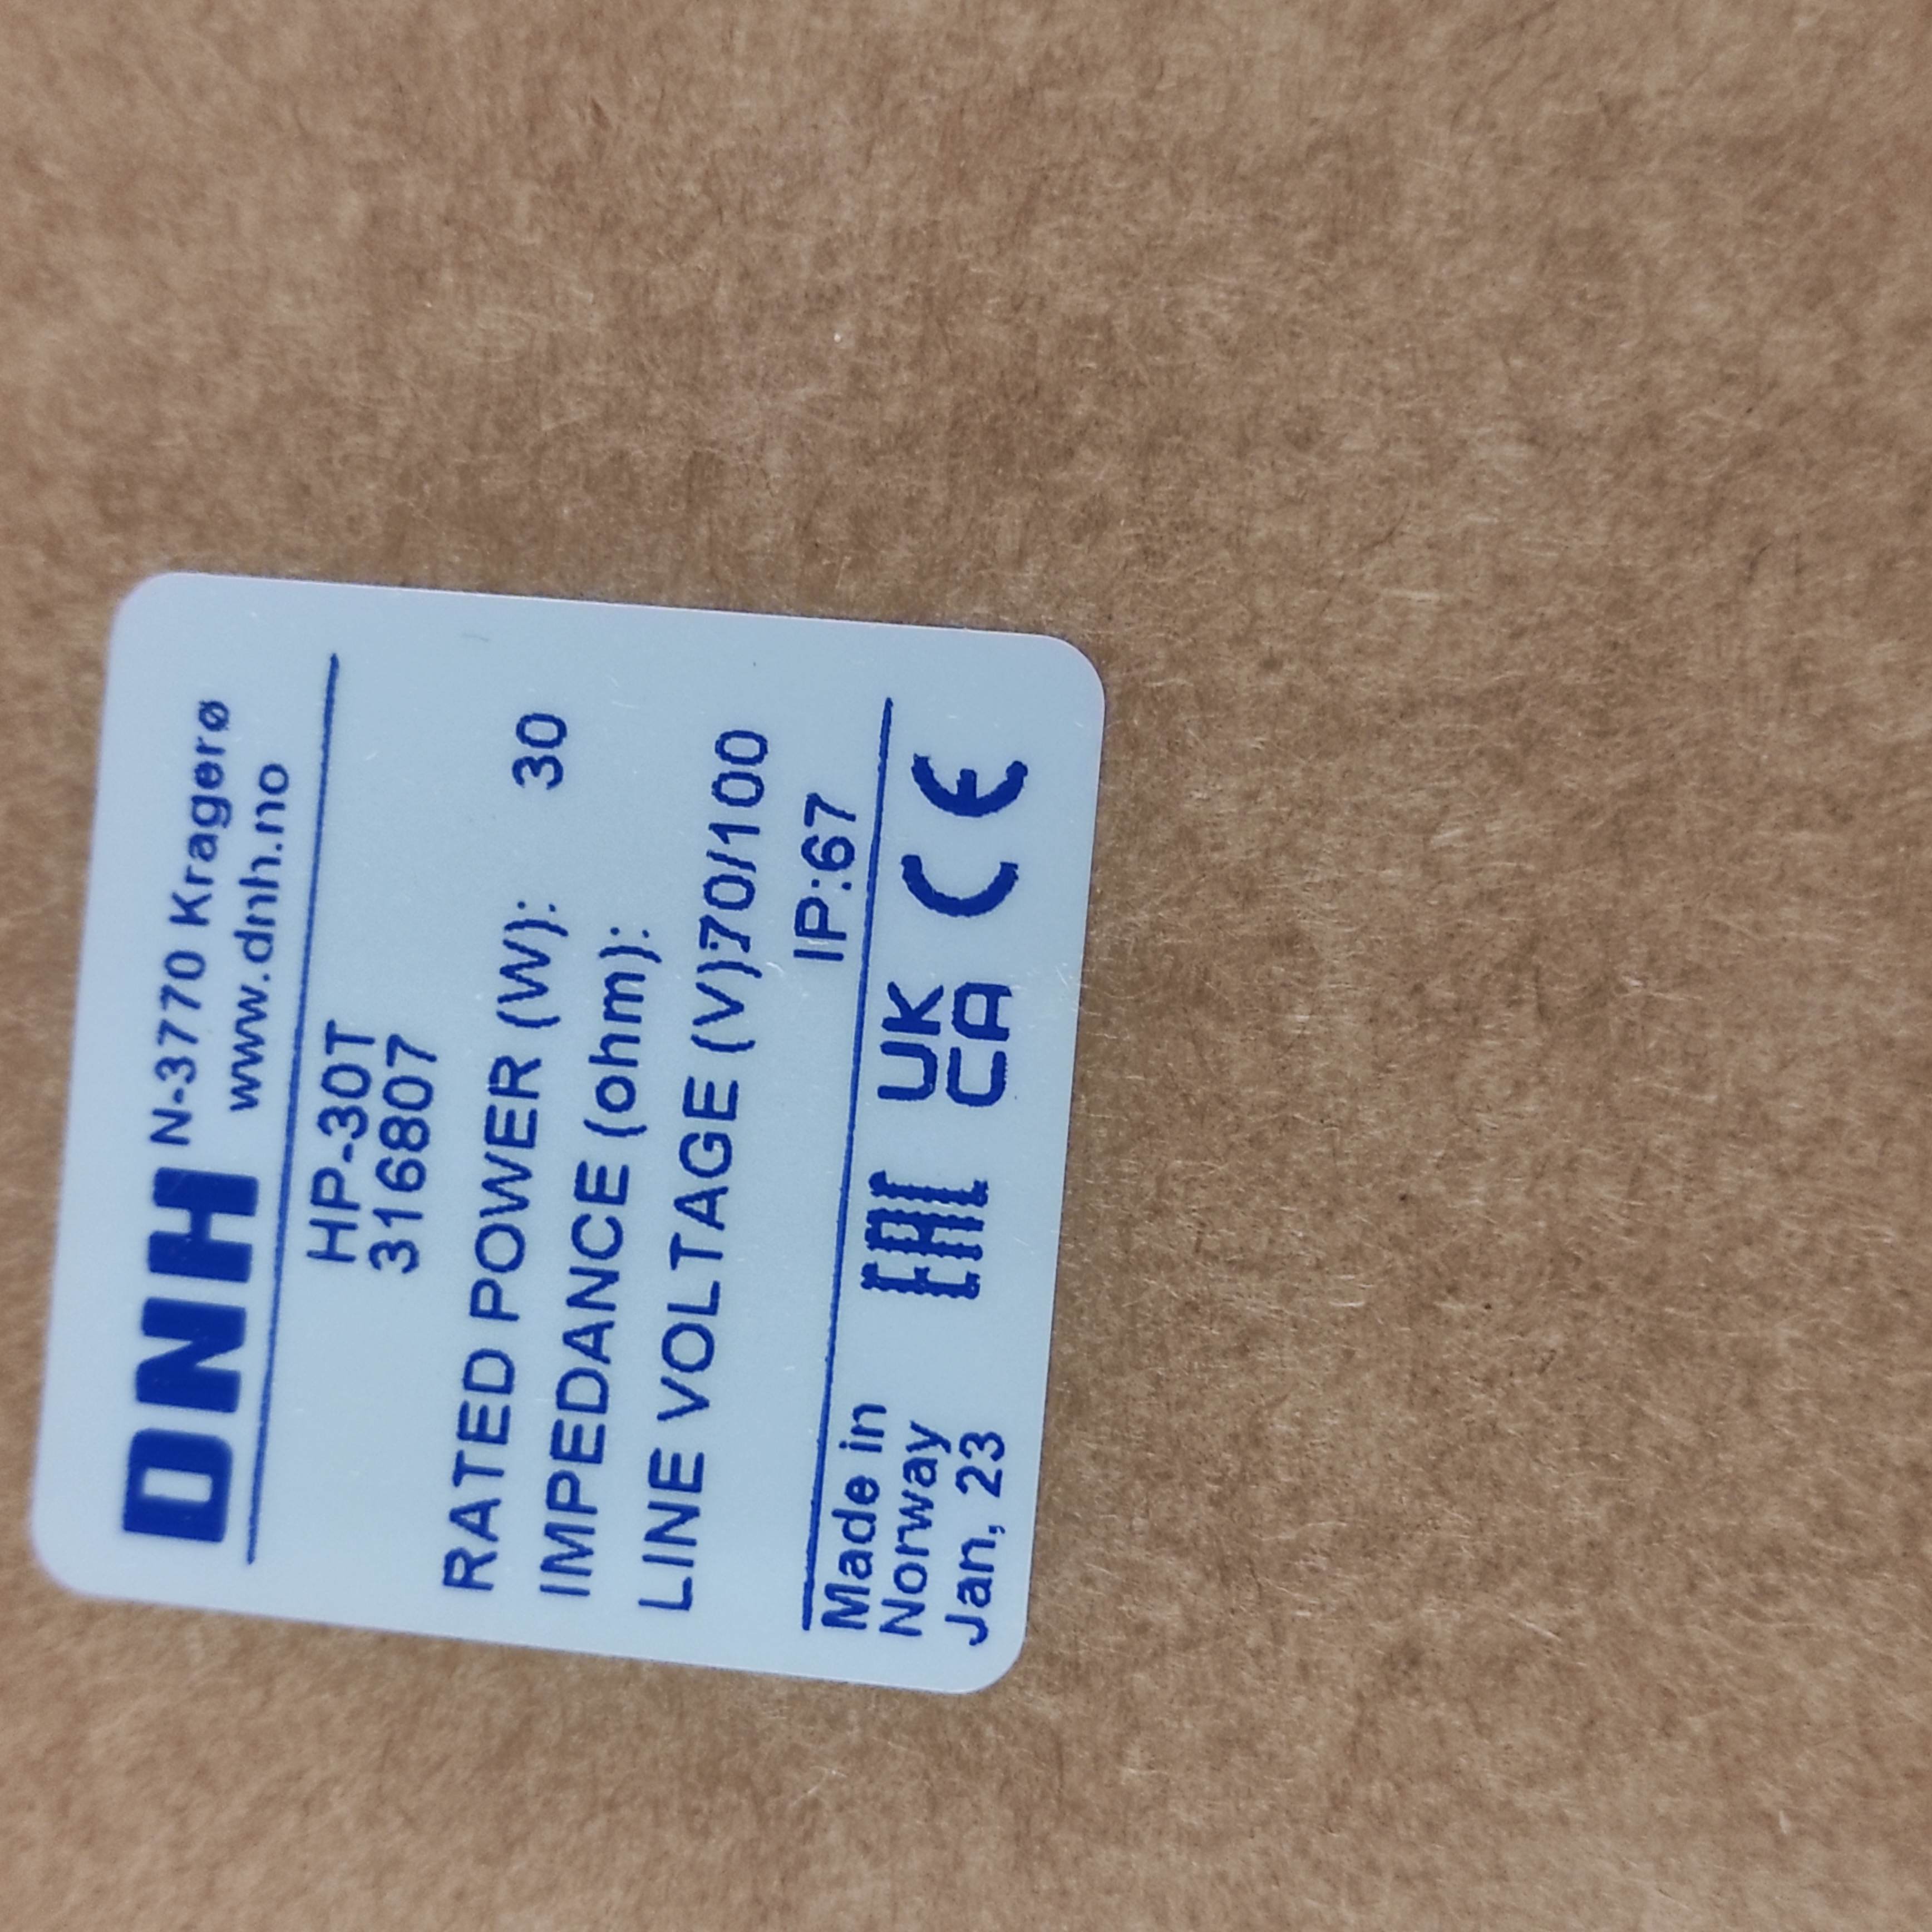 DNH N-3770 Kragerø
www.dnh.no
HP-30T
316807
RATED POWER (W): 30
IMPEDANCE (ohm):
LINE VOLTAGE (V):70/100
IP:67
Made in
Norway
Jan, 23
EAC
UK
CA
CE